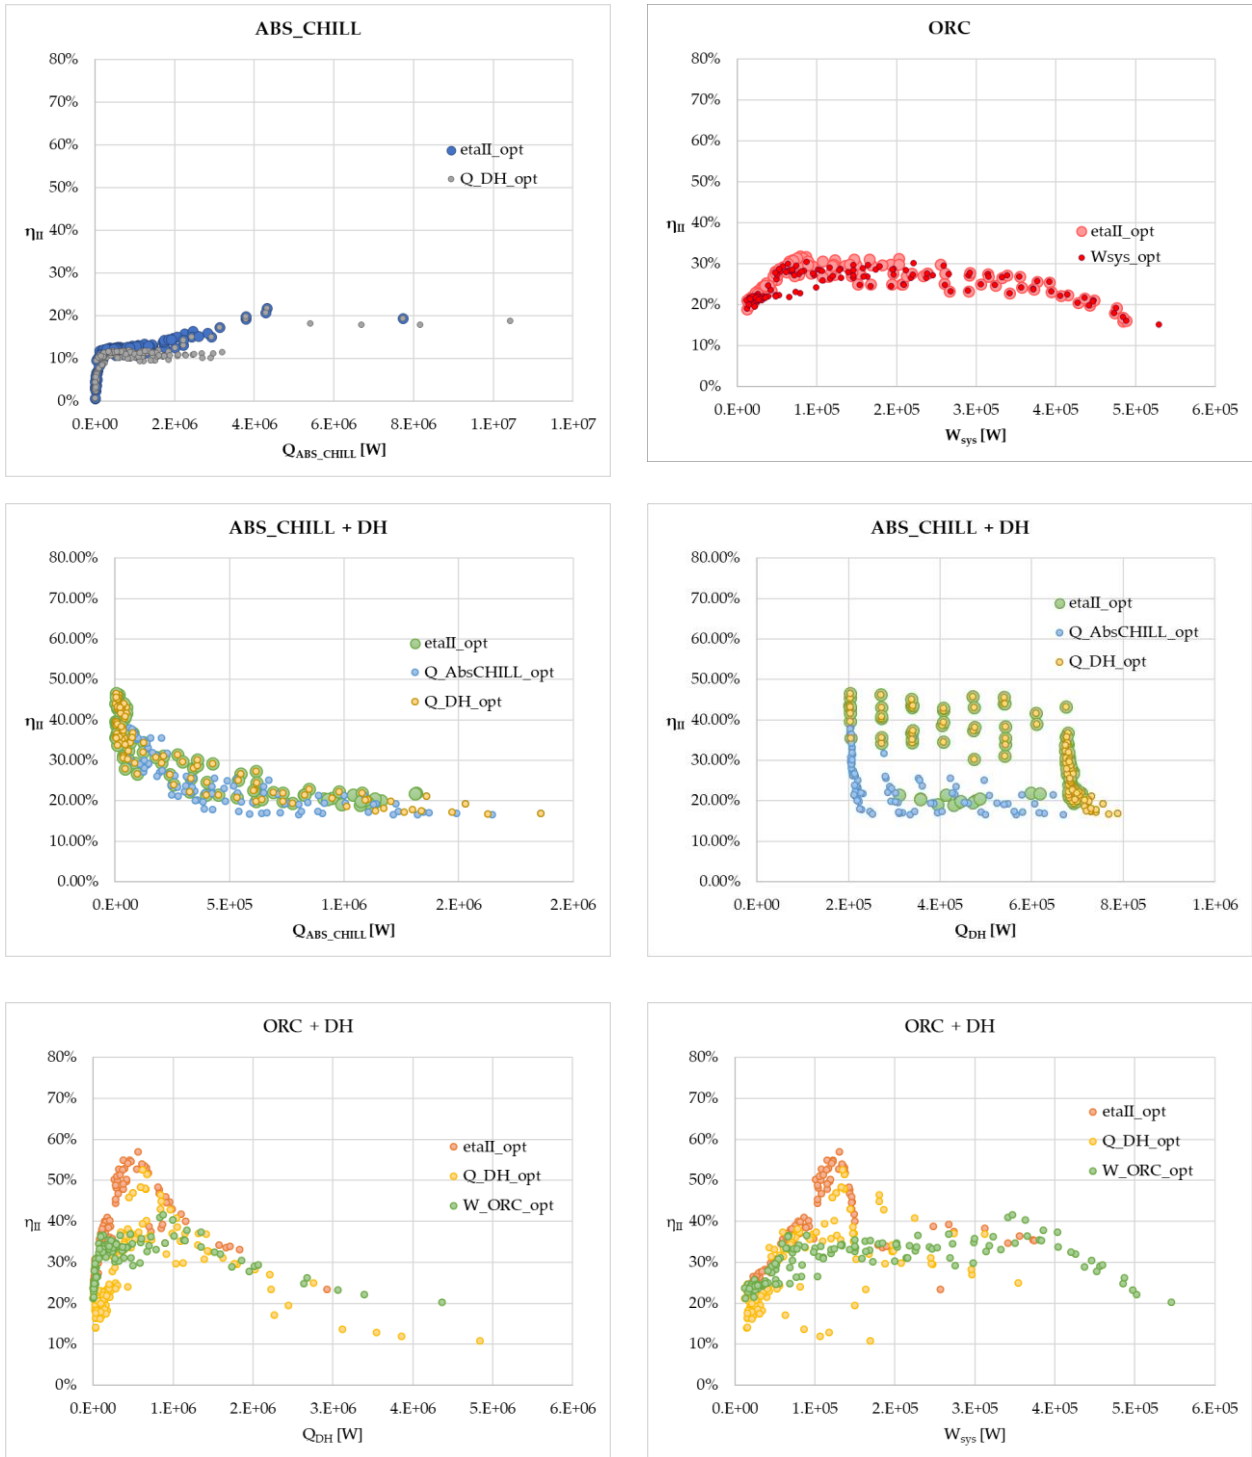 ABS_CHILL
80%
70%
60%
50%
40%
30%
20%
10%
0%
ηII
etaII_opt
Q_DH_opt
0.E+00 2.E+06 4.E+06 6.E+06 8.E+06 1.E+07 1.E+07
QABS_CHILL [W]
ORC
80%
70%
60%
50%
40%
30%
20%
10%
0%
ηII
etaII_opt
Wsys_opt
0.E+00 1.E+05 2.E+05 3.E+05 4.E+05 5.E+05 6.E+05
Wsys [W]
ABS_CHILL + DH
80.00%
70.00%
60.00%
50.00%
40.00%
30.00%
20.00%
10.00%
0.00%
ηII
etaII_opt
Q_AbsCHILL_opt
Q_DH_opt
0.E+00 5.E+05 1.E+06 2.E+06 2.E+06
QABS_CHILL [W]
ABS_CHILL + DH
80.00%
70.00%
60.00%
50.00%
40.00%
30.00%
20.00%
10.00%
0.00%
ηII
etaII_opt
Q_AbsCHILL_opt
Q_DH_opt
0.E+00 2.E+05 4.E+05 6.E+05 8.E+05 1.E+06
QDH [W]
ORC + DH
80%
70%
60%
50%
40%
30%
20%
10%
0%
ηII
etaII_opt
Q_DH_opt
W_ORC_opt
0.E+00 1.E+06 2.E+06 3.E+06 4.E+06 5.E+06 6.E+06
QDH [W]
ORC + DH
80%
70%
60%
50%
40%
30%
20%
10%
0%
ηII
etaII_opt
Q_DH_opt
W_ORC_opt
0.E+00 1.E+05 2.E+05 3.E+05 4.E+05 5.E+05 6.E+05
Wsys [W]